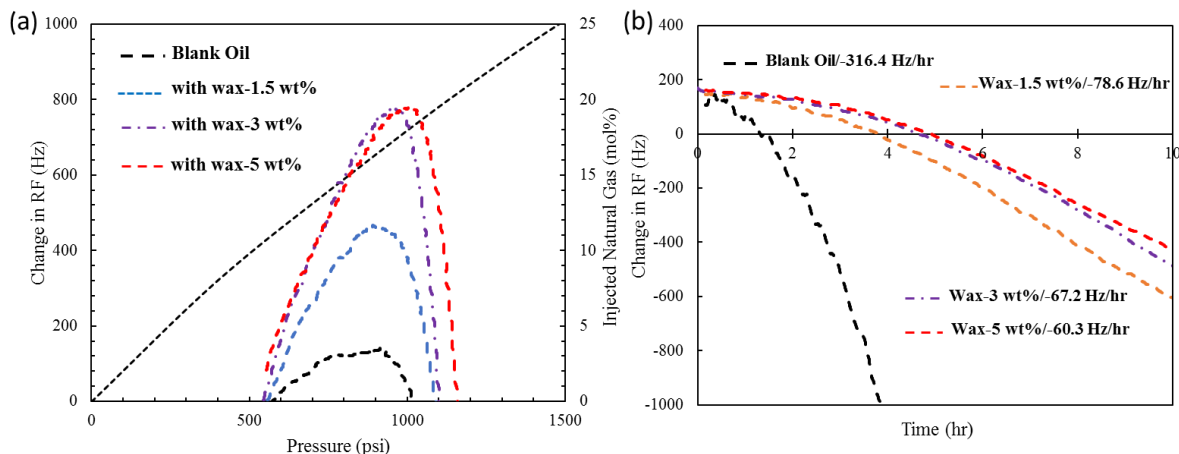 (a)
1000
800
600
400
200
0
Change in RF (Hz)
Blank Oil
with wax-1.5 wt%
with wax-3 wt%
with wax-5 wt%
25
20
15
10
5
0
Injected Natural Gas (mol%)
0
500
1000
1500
Pressure (psi)
(b)
400
200
0
-200
-400
-600
-800
-1000
Change in RF (Hz)
Blank Oil/-316.4 Hz/hr
Wax-1.5 wt%/-78.6 Hz/hr
0
2
4
6
8
10
Wax-3 wt%/-67.2 Hz/hr
Wax-5 wt%/-60.3 Hz/hr
Time (hr)